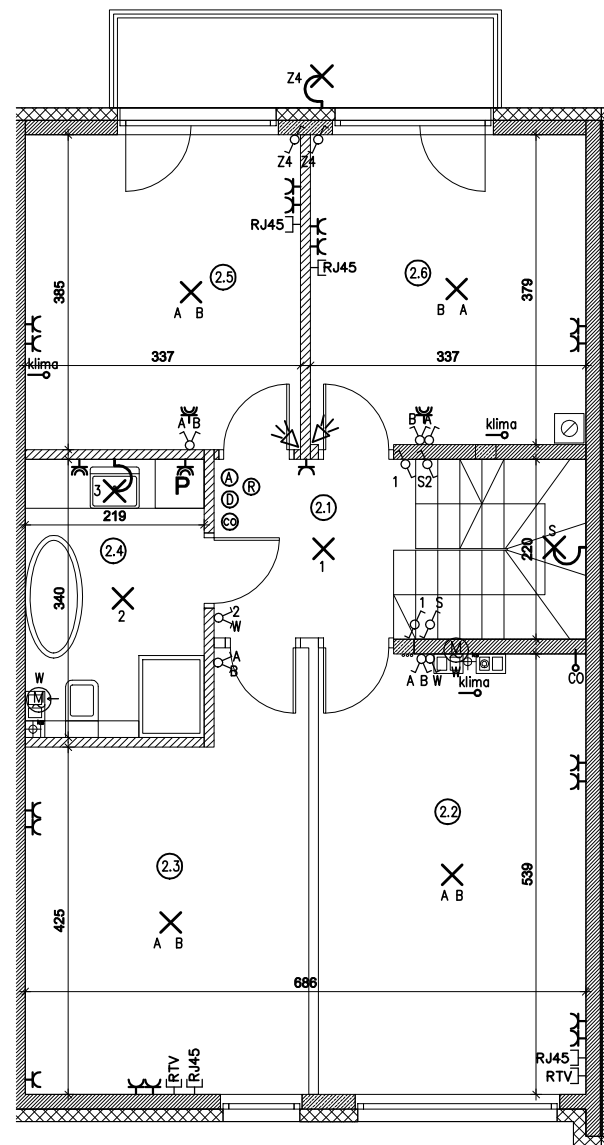 Z4
Z4 Z4
RJ45
RJ45
2.5
2.6
385
379
A B
B A
337
337
klima
A B
B A
klima
1 S2
3
P
A
R
D
CO
2.1
219
2.4
340
2
1
S
220
2
W
1 S
A
B
W
M
M
A B W W
klima
CO
2.2
2.3
539
A B
A B
425
686
RTV
RJ45
RJ45
RTV